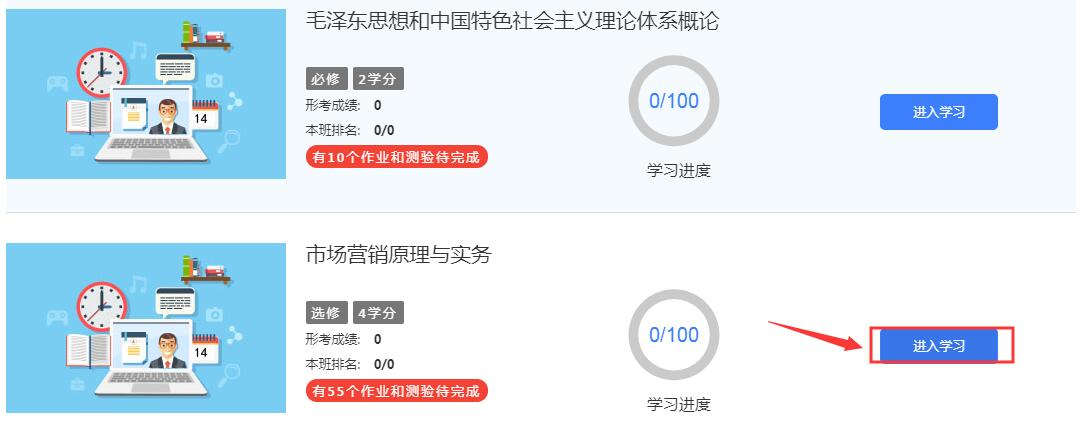 毛泽东思想和中国特色社会主义理论体系概论
必修 2学分
形考成绩: 0
本班排名: 0/0
有10个作业和测验待完成
0/100
学习进度
进入学习
14
市场营销原理与实务
选修 4学分
形考成绩: 0
本班排名: 0/0
有55个作业和测验待完成
0/100
学习进度
进入学习
14